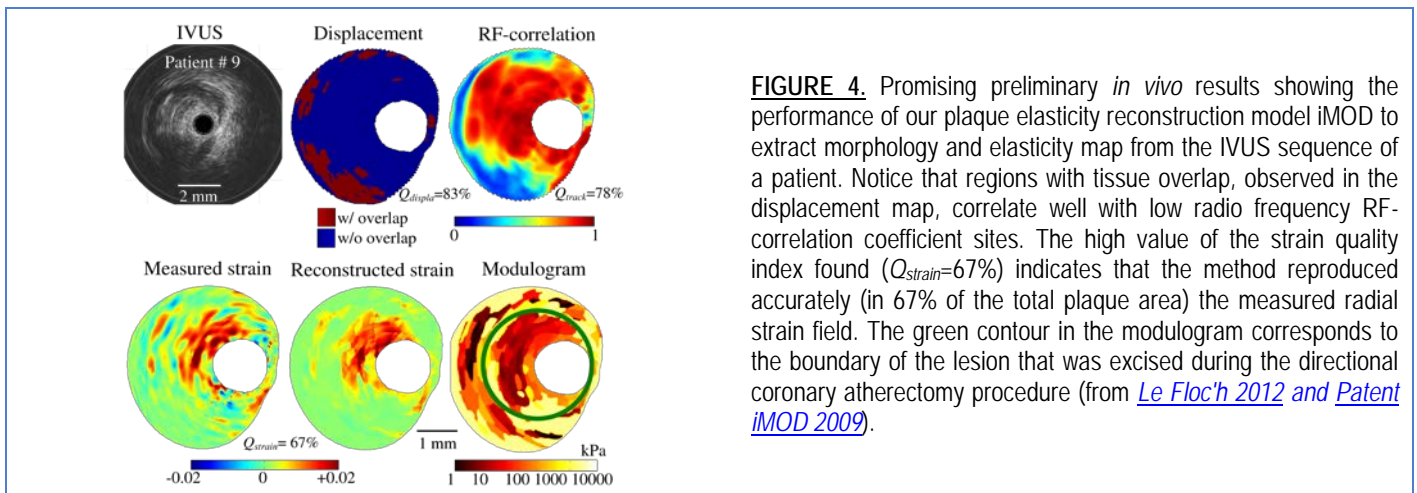 IVUS Displacement RF-correlation
Patient # 9
2 mm
Qdispla=83%
Qtrack=78%
w/ overlap
w/o overlap
0 1
Measured strain Reconstructed strain Modulogram
Qstrain= 67%
1 mm
kPa
-0.02 0 +0.02
1 10 100 1000 10000
FIGURE 4. Promising preliminary in vivo results showing the
performance of our plaque elasticity reconstruction model iMOD to
extract morphology and elasticity map from the IVUS sequence of
a patient. Notice that regions with tissue overlap, observed in the
displacement map, correlate well with low radio frequency RF-
correlation coefficient sites. The high value of the strain quality
index found (Qstrain=67%) indicates that the method reproduced
accurately (in 67% of the total plaque area) the measured radial
strain field. The green contour in the modulogram corresponds to
the boundary of the lesion that was excised during the directional
coronary atherectomy procedure (from Le Floc'h 2012 and Patent
iMOD 2009).